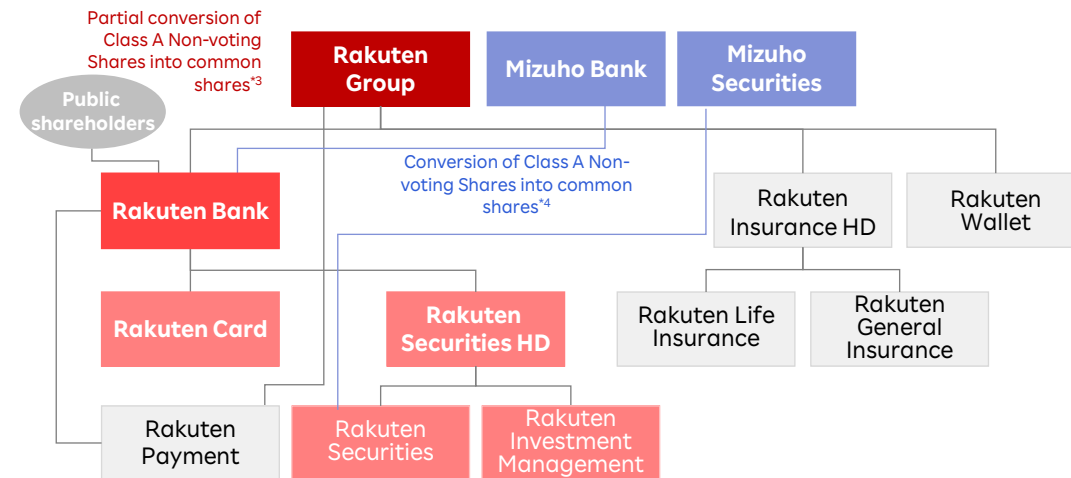 Partial conversion of
Class A Non-voting
Shares into common
shares*3
Rakuten
Group
Mizuho Bank
Mizuho
Securities
Public
shareholders
Conversion of Class A Non-
voting Shares into common
shares*4
Rakuten Bank
Rakuten
Insurance HD
Rakuten
Wallet
Rakuten Card
Rakuten
Securities HD
Rakuten Life
Insurance
Rakuten
General
Insurance
Rakuten
Payment
Rakuten
Securities
Rakuten
Investment
Management